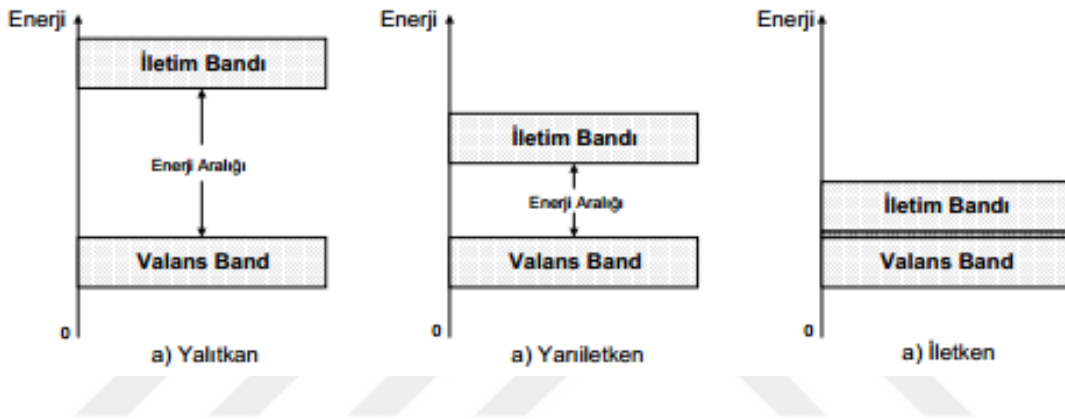 Enerji
İletim Bandı
Enerji Aralığı
Valans Band
0
a) Yalıtkan
Enerji
İletim Bandı
Enerji Aralığı
Valans Band
0
a) Yarıiletken
Enerji
İletim Bandı
Valans Band
0
a) İletken